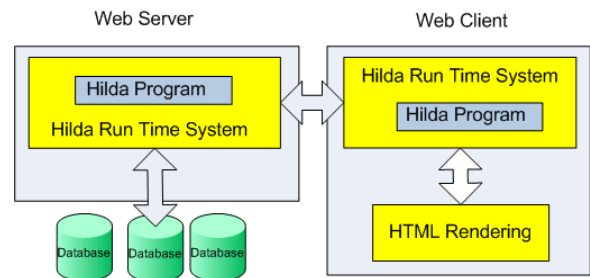 Web Server
Web Client
Hilda Program
Hilda Run Time System
Hilda Run Time System
Hilda Program
HTML Rendering
Database
Database
Database